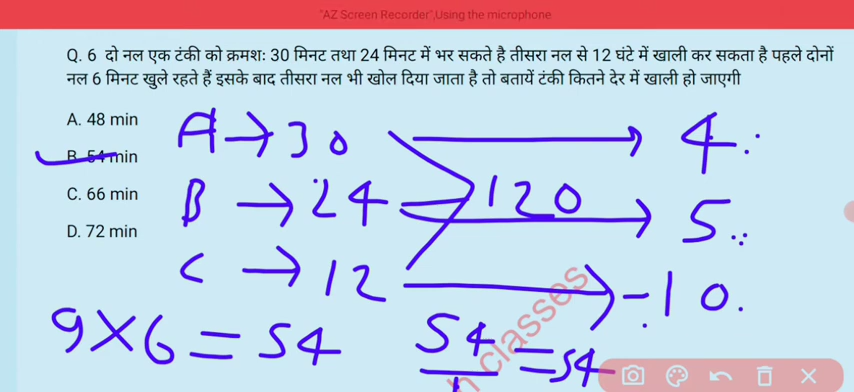 "AZ Screen Recorder",Using the microphone
Q. 6 दो नल एक टंकी को क्रमशः 30 मिनट तथा 24 मिनट में भर सकते है तीसरा नल से 12 घंटे में खाली कर सकता है पहले दोनों
नल 6 मिनट खुले रहते हैं इसके बाद तीसरा नल भी खोल दिया जाता है तो बतायें टंकी कितने देर में खाली हो जाएगी
A. 48 min
B. 54 min
C. 66 min
D. 72 min
A → 30 → 4
B → 24 120 → 5
C → 12 → -10
9 × 6 = 54
54/1 = 54
classes